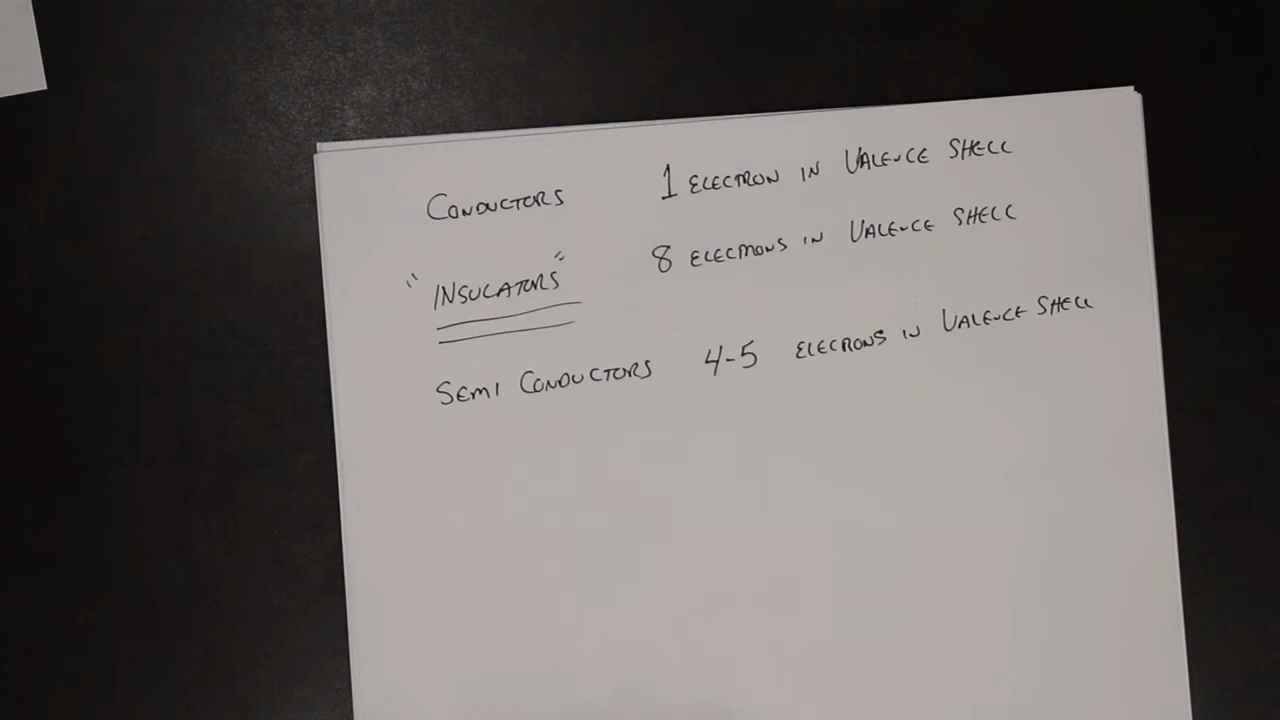 CONDUCTORS 1 ELECTRON IN VALENCE SHELL
"INSULATORS" 8 ELECTRONS IN VALENCE SHELL
SEMI CONDUCTORS 4-5 ELECRONS IN VALENCE SHELL